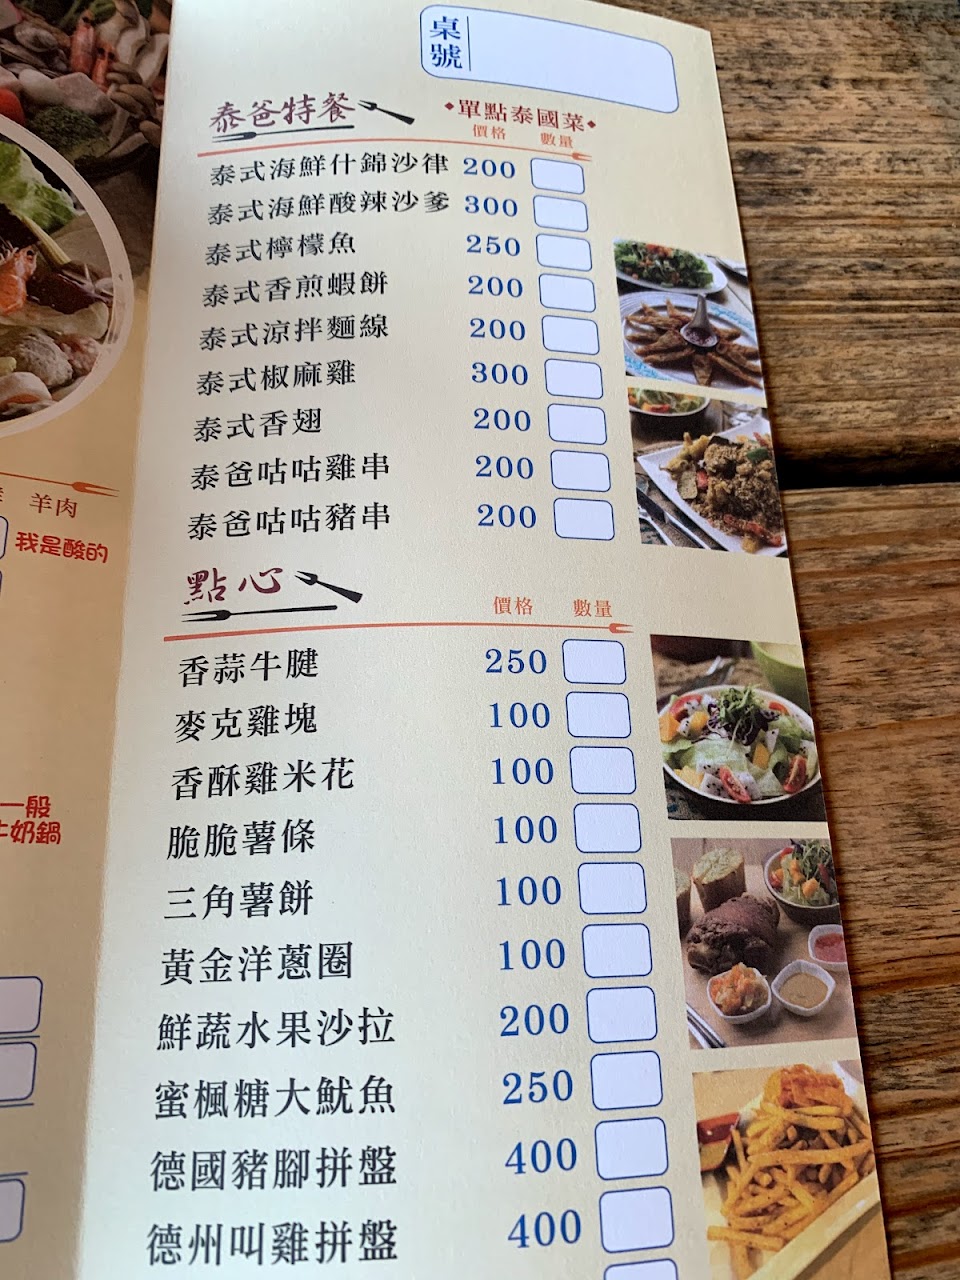 桌號
泰爸特餐
單點泰國菜
價格 數量
泰式海鮮什錦沙律 200
泰式海鮮酸辣沙爹 300
泰式檸檬魚 250
泰式香煎蝦餅 200
泰式涼拌麵線 200
泰式椒麻雞 300
泰式香翅 200
泰爸咕咕雞串 200
泰爸咕咕豬串 200
點心
價格 數量
香蒜牛腱 250
麥克雞塊 100
香酥雞米花 100
脆脆薯條 100
三角薯餅 100
黃金洋蔥圈 100
鮮蔬水果沙拉 200
蜜楓糖大魷魚 250
德國豬腳拼盤 400
德州叫雞拼盤 400
羊肉
我是酸的
一般
牛奶鍋